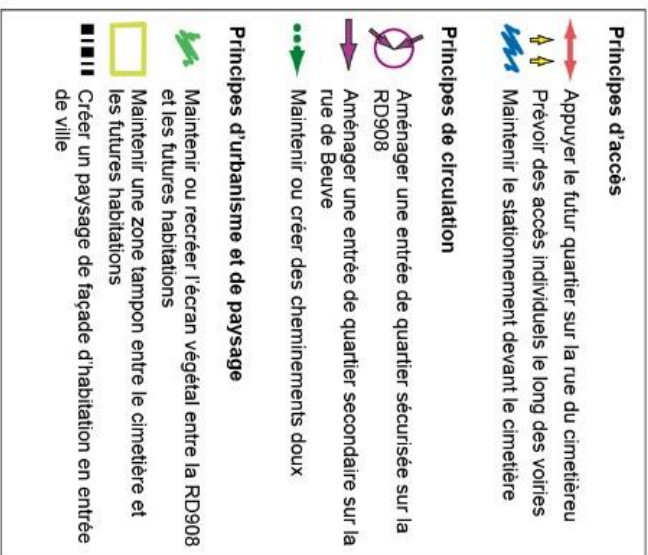 Principes d'accès
Appuyer le futur quartier sur la rue du cimetièreu
Prévoir des accès individuels le long des voiries
Maintenir le stationnement devant le cimetière
Principes de circulation
Aménager une entrée de quartier sécurisée sur la
RD908
Aménager une entrée de quartier secondaire sur la
rue de Beuve
Maintenir ou créer des cheminements doux
Principes d'urbanisme et de paysage
Maintenir ou recréer l'écran végétal entre la RD908
et les futures habitations
Maintenir une zone tampon entre le cimetière et
les futures habitations
Créer un paysage de façade d'habitation en entrée
de ville